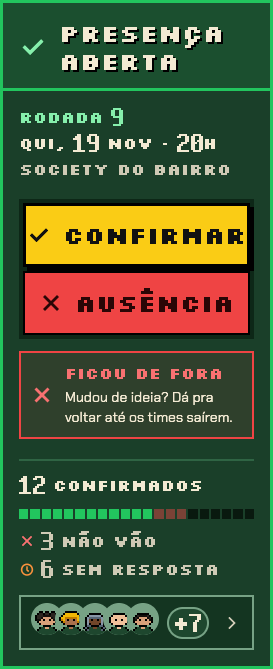 PRESENÇA
ABERTA
RODADA 9
QUI, 19 NOV · 20H
SOCIETY DO BAIRRO
CONFIRMAR
AUSÊNCIA
FICOU DE FORA
Mudou de ideia? Dá pra
voltar até os times saírem.
12 CONFIRMADOS
3 NÃO VÃO
6 SEM RESPOSTA
+7